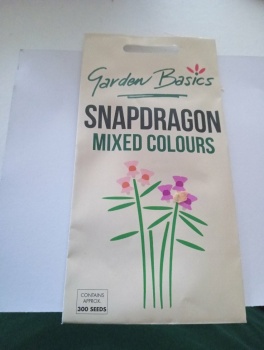 Garden Basics
SNAPDRAGON
MIXED COLOURS
CONTAINS
APPROX.
300 SEEDS